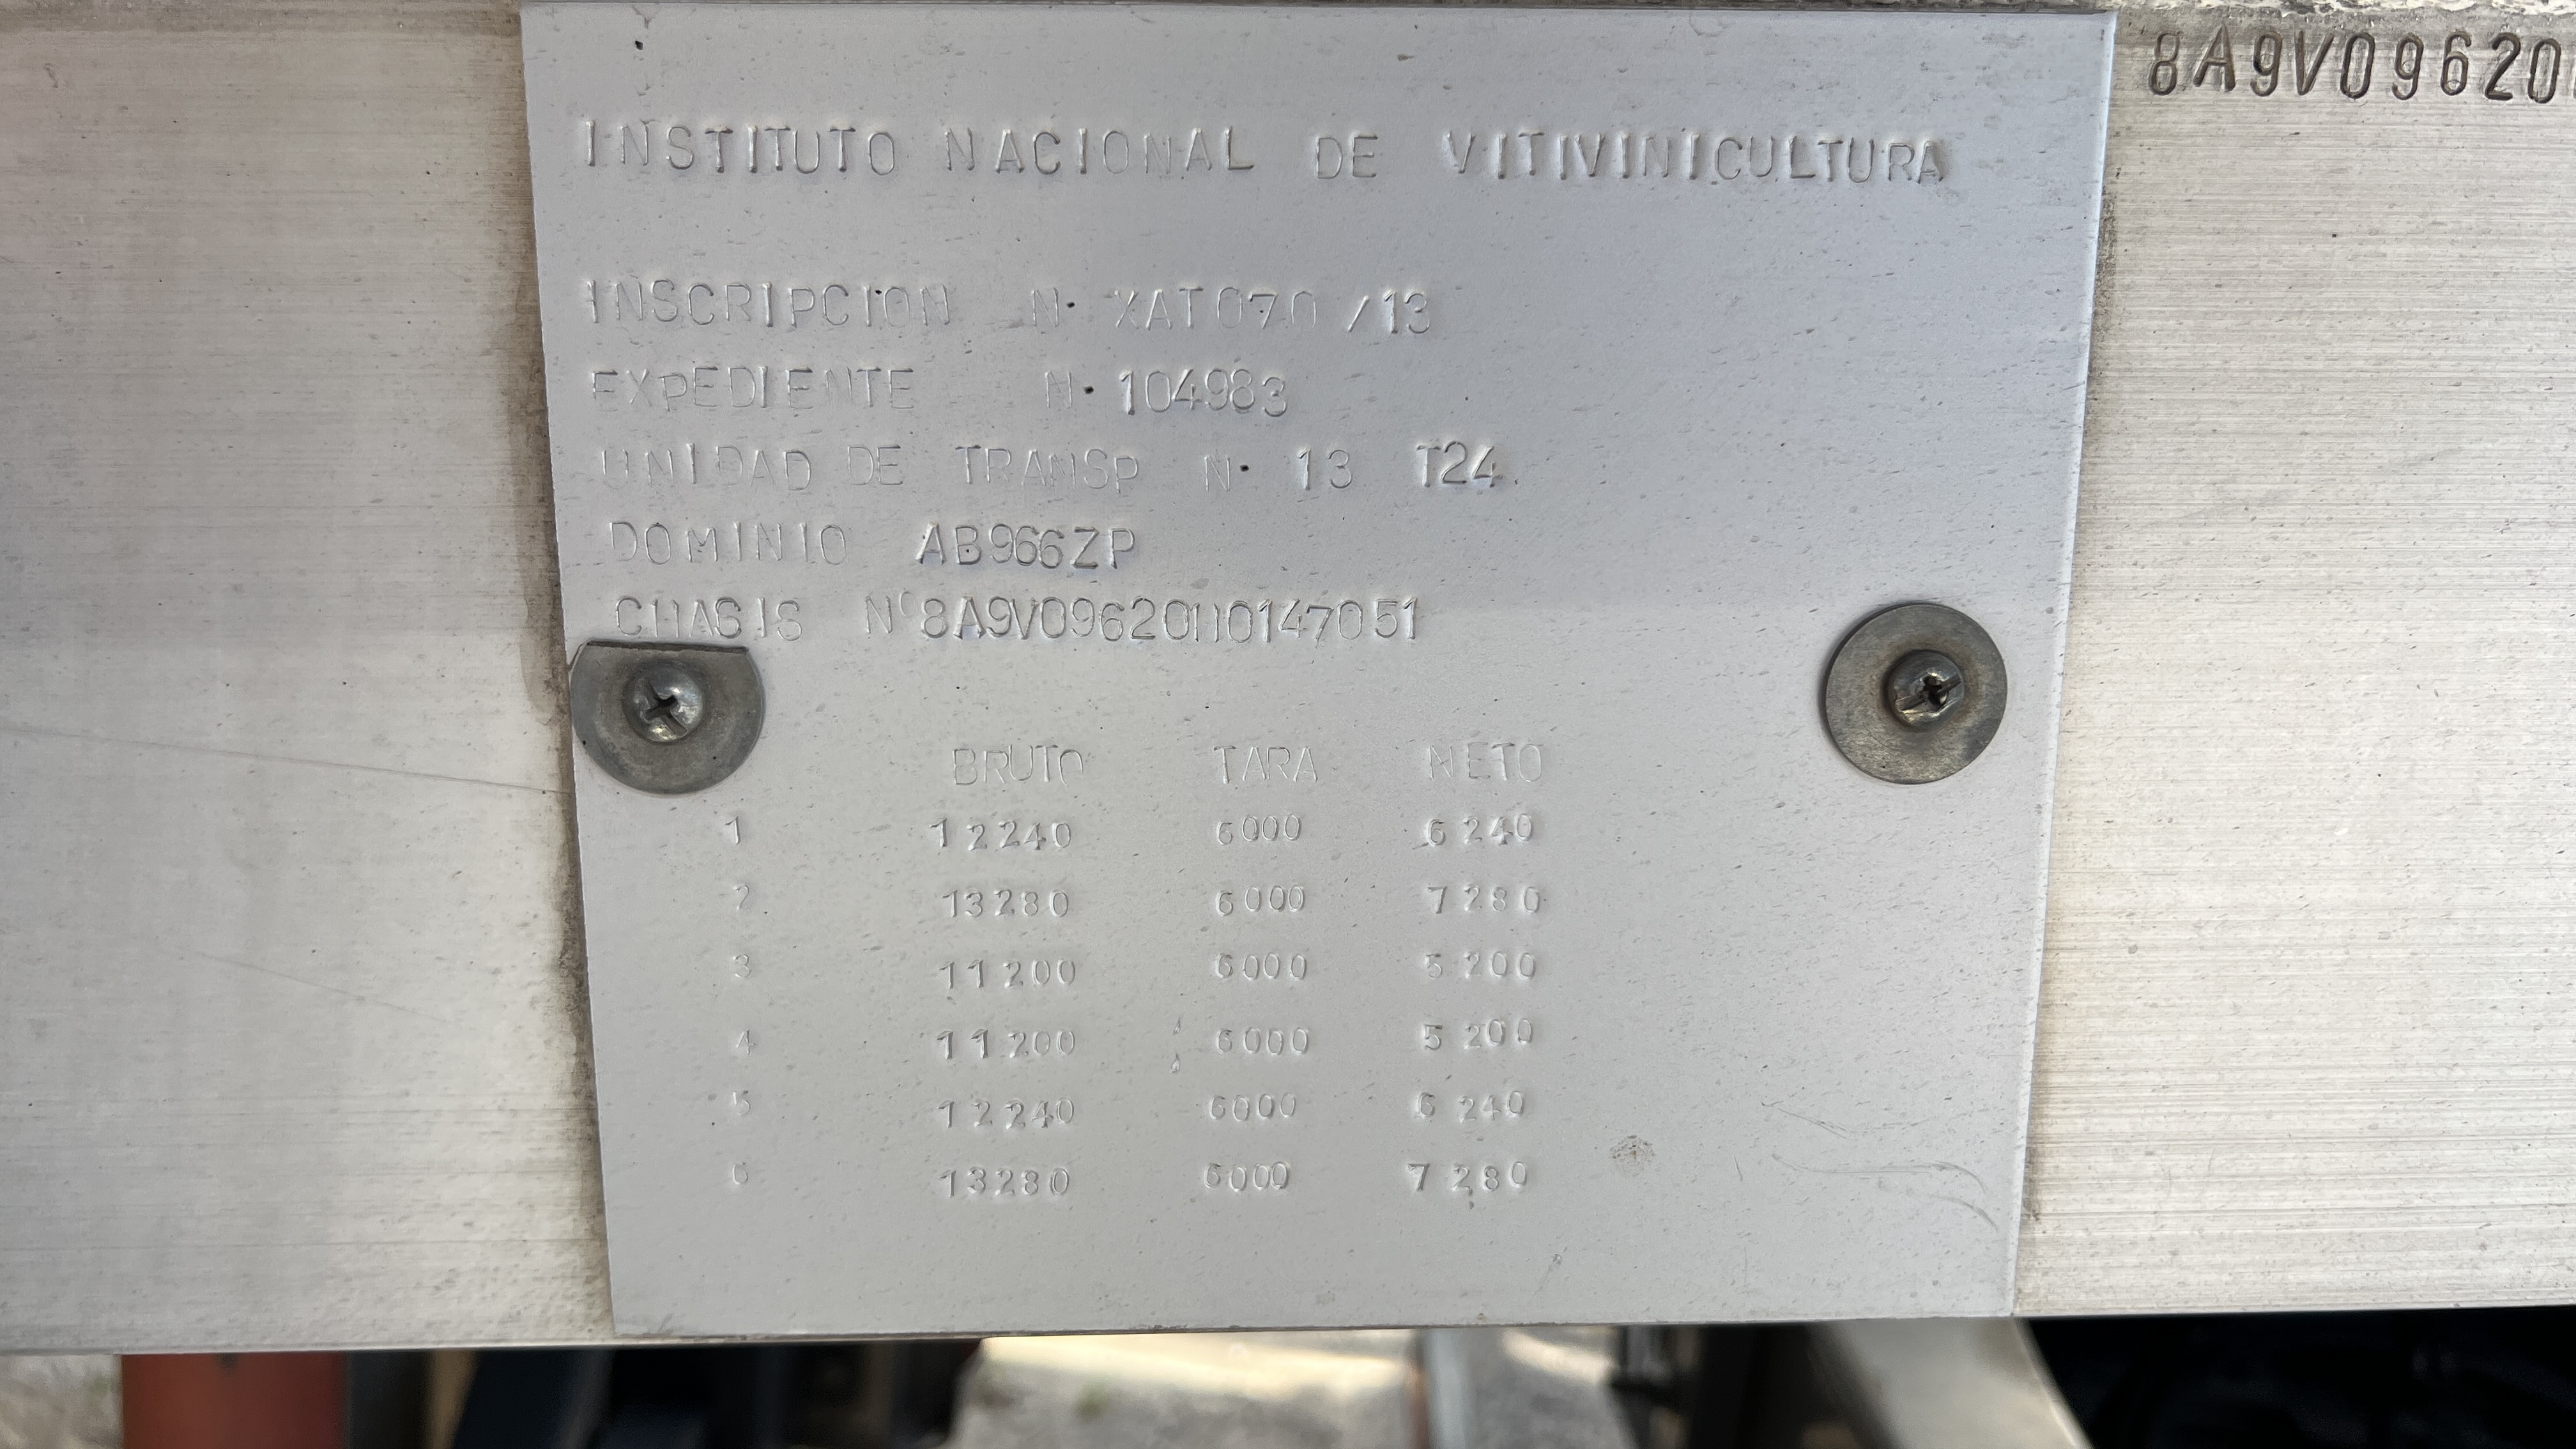 8A9V09620
INSTITUTO NACIONAL DE VITIVINICULTURA
INSCRIPCION N· XAT070 /13
EXPEDIENTE N· 104983
UNIDAD DE TRANSP N· 13 T24.
DOMINIO AB966ZP
CHASIS N°
BRUTO TARA NETO
1 12240 6000 6240
2 13280 6000 7280
3 11200 6000 5200
4 11200 6000 5200
5 12240 6000 6240
6 13280 6000 7280